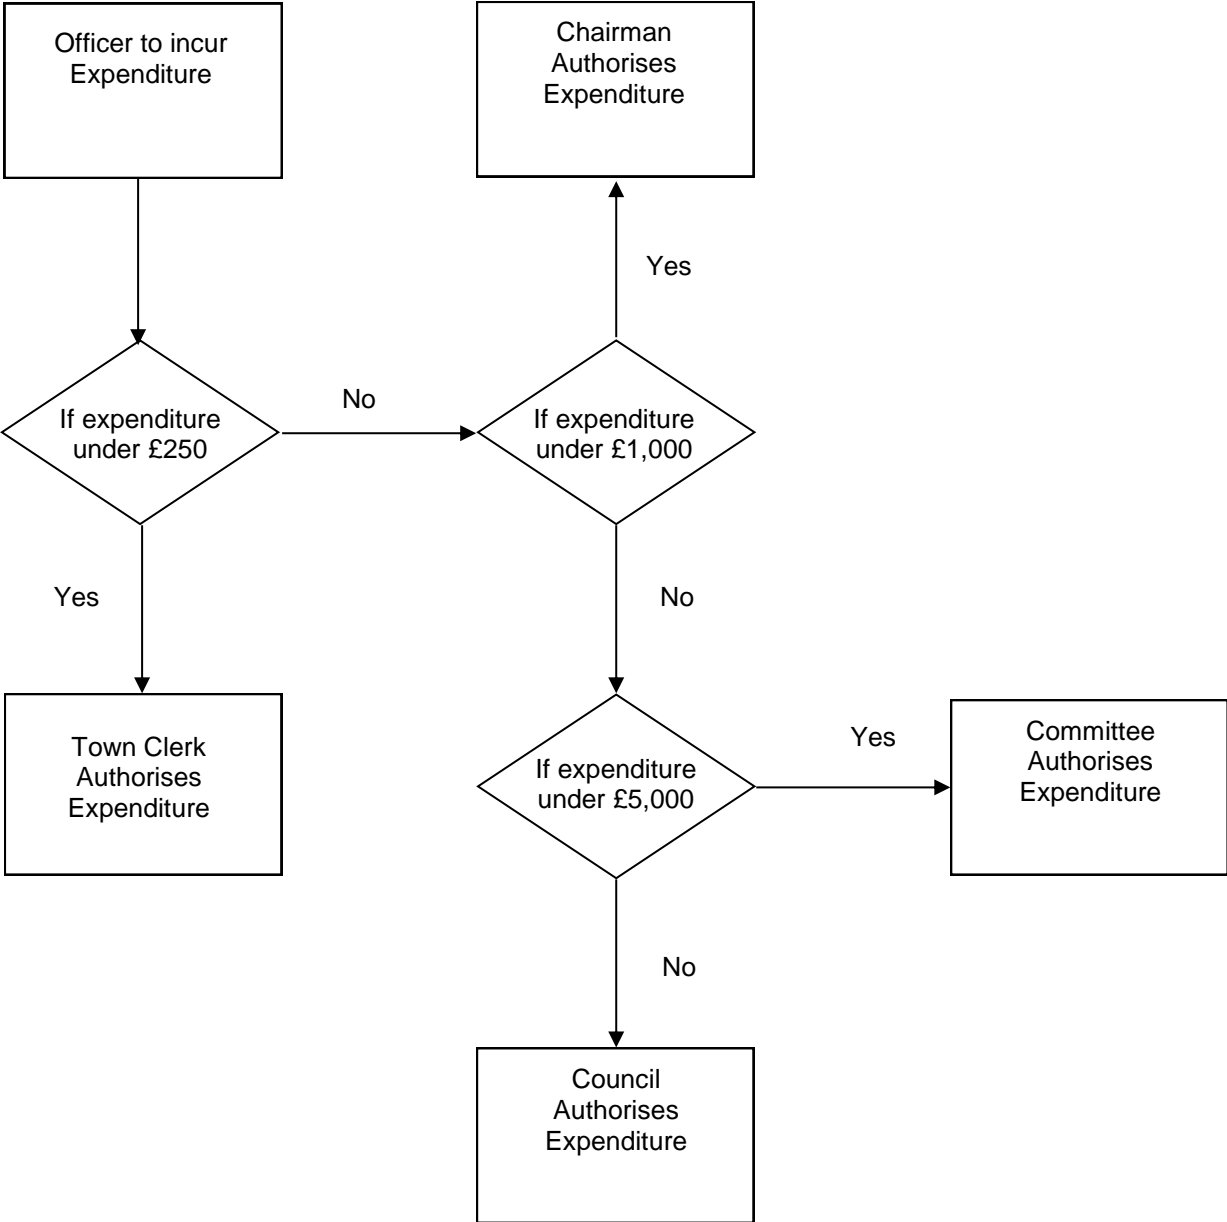 Officer to incur
Expenditure
Chairman
Authorises
Expenditure
Yes
If expenditure
under £250
No
If expenditure
under £1,000
Yes
No
Town Clerk
Authorises
Expenditure
If expenditure
under £5,000
Yes
Committee
Authorises
Expenditure
No
Council
Authorises
Expenditure